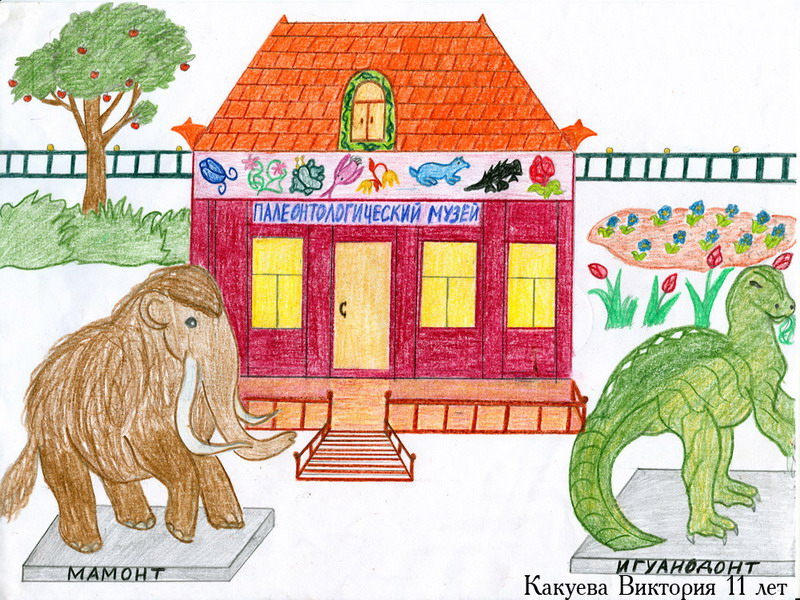 ПАЛЕОНТОЛОГИЧЕСКИЙ МУЗЕЙ
МАМОНТ
ИГУАНОДОНТ
Какуева Виктория 11 лет